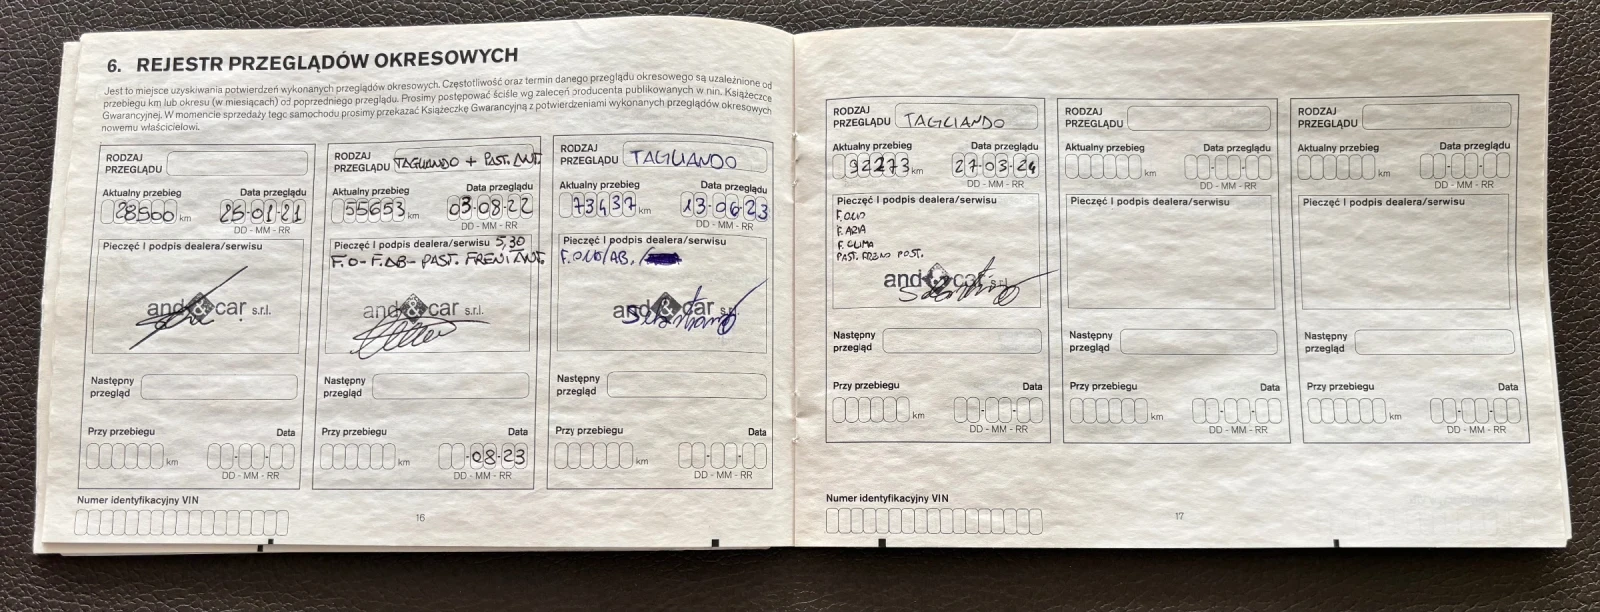 6. REJESTR PRZEGLĄDÓW OKRESOWYCH
Jest to miejsce uzyskiwania potwierdzeń wykonanych przeglądów okresowych. Częstotliwość oraz termin danego przeglądu okresowego są uzależnione od
przebiegu km lub okresu (w miesiącach) od poprzedniego przeglądu. Prosimy postępować ściśle wg zaleceń producenta publikowanych w nin. Książeczce
Gwarancyjnej. W momencie sprzedaży tego samochodu prosimy przekazać Książeczkę Gwarancyjną z potwierdzeniami wykonanych przeglądów okresowych
nowemu właścicielowi.
RODZAJ
PRZEGLĄDU
Aktualny przebieg Data przeglądu
28500 km 25-01-21
DD - MM - RR
Pieczęć I podpis dealera/serwisu
and & car s.r.l.
Następny
przegląd
Przy przebiegu Data
km
DD - MM - RR
RODZAJ
PRZEGLĄDU TAGLIANDO + PAST. ANT.
Aktualny przebieg Data przeglądu
55653 km 03-08-22
DD - MM - RR
Pieczęć I podpis dealera/serwisu 5,30
F.O - F.AB - PAST. FRENI ANT.
and & car s.r.l.
Następny
przegląd
Przy przebiegu Data
km -08-23
DD - MM - RR
RODZAJ
PRZEGLĄDU TAGLIANDO
Aktualny przebieg Data przeglądu
73437 km 13-06-23
DD - MM - RR
Pieczęć I podpis dealera/serwisu
F.OLIO/AB.
and & car s.r.l.
Następny
przegląd
Przy przebiegu Data
km
DD - MM - RR
Numer identyfikacyjny VIN
16
RODZAJ
PRZEGLĄDU TAGLIANDO
Aktualny przebieg Data przeglądu
92273 km 27-03-24
DD - MM - RR
Pieczęć I podpis dealera/serwisu
F.OLIO
F.ARIA
F. CLIMA
PAST. FRENO POST.
and & car s.r.l.
Następny
przegląd
Przy przebiegu Data
km
DD - MM - RR
RODZAJ
PRZEGLĄDU
Aktualny przebieg Data przeglądu
km
DD - MM - RR
Pieczęć I podpis dealera/serwisu
Następny
przegląd
Przy przebiegu Data
km
DD - MM - RR
RODZAJ
PRZEGLĄDU
Aktualny przebieg Data przeglądu
km
DD - MM - RR
Pieczęć I podpis dealera/serwisu
Następny
przegląd
Przy przebiegu Data
km
DD - MM - RR
Numer identyfikacyjny VIN
17